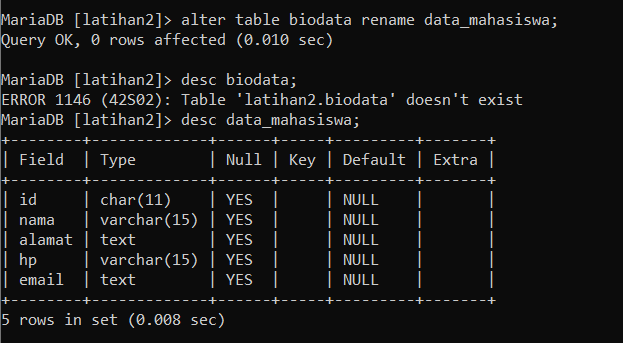 MariaDB [latihan2]> alter table biodata rename data_mahasiswa;
Query OK, 0 rows affected (0.010 sec)

MariaDB [latihan2]> desc biodata;
ERROR 1146 (42S02): Table 'latihan2.biodata' doesn't exist
MariaDB [latihan2]> desc data_mahasiswa;
+--------+-------------+------+-----+---------+-------+
| Field  | Type        | Null | Key | Default | Extra |
+--------+-------------+------+-----+---------+-------+
| id     | char(11)    | YES  |     | NULL    |       |
| nama   | varchar(15) | YES  |     | NULL    |       |
| alamat | text        | YES  |     | NULL    |       |
| hp     | varchar(15) | YES  |     | NULL    |       |
| email  | text        | YES  |     | NULL    |       |
+--------+-------------+------+-----+---------+-------+
5 rows in set (0.008 sec)